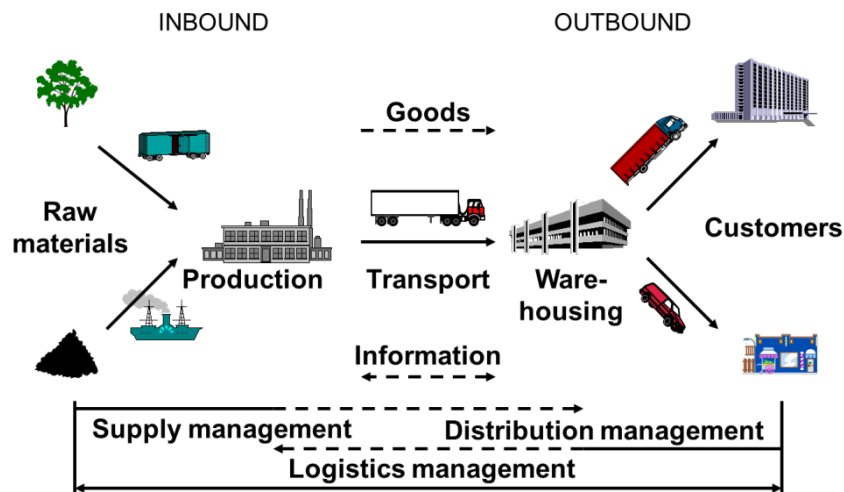 INBOUND
OUTBOUND
Goods
Raw
materials
Customers
Production
Transport
Ware-
housing
Information
Supply management
Distribution management
Logistics management